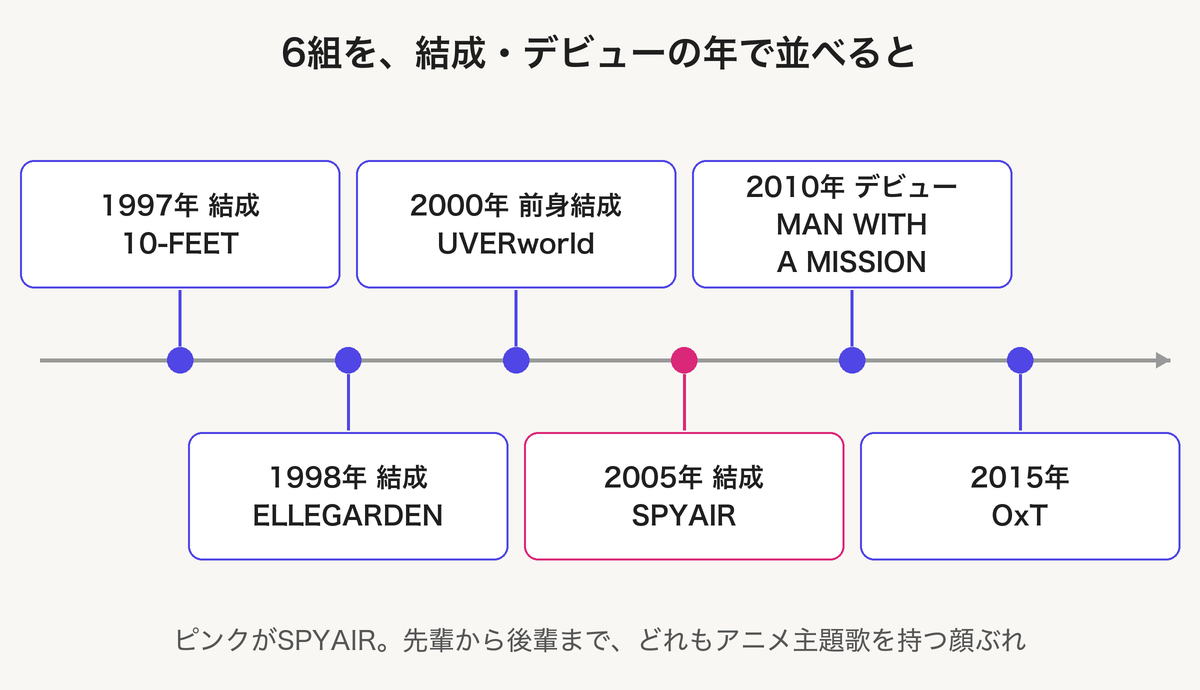 6組を、結成・デビューの年で並べると
1997年 結成
10-FEET
2000年 前身結成
UVERworld
2010年 デビュー
MAN WITH
A MISSION
1998年 結成
ELLEGARDEN
2005年 結成
SPYAIR
2015年
OxT
ピンクがSPYAIR。先輩から後輩まで、どれもアニメ主題歌を持つ顔ぶれ